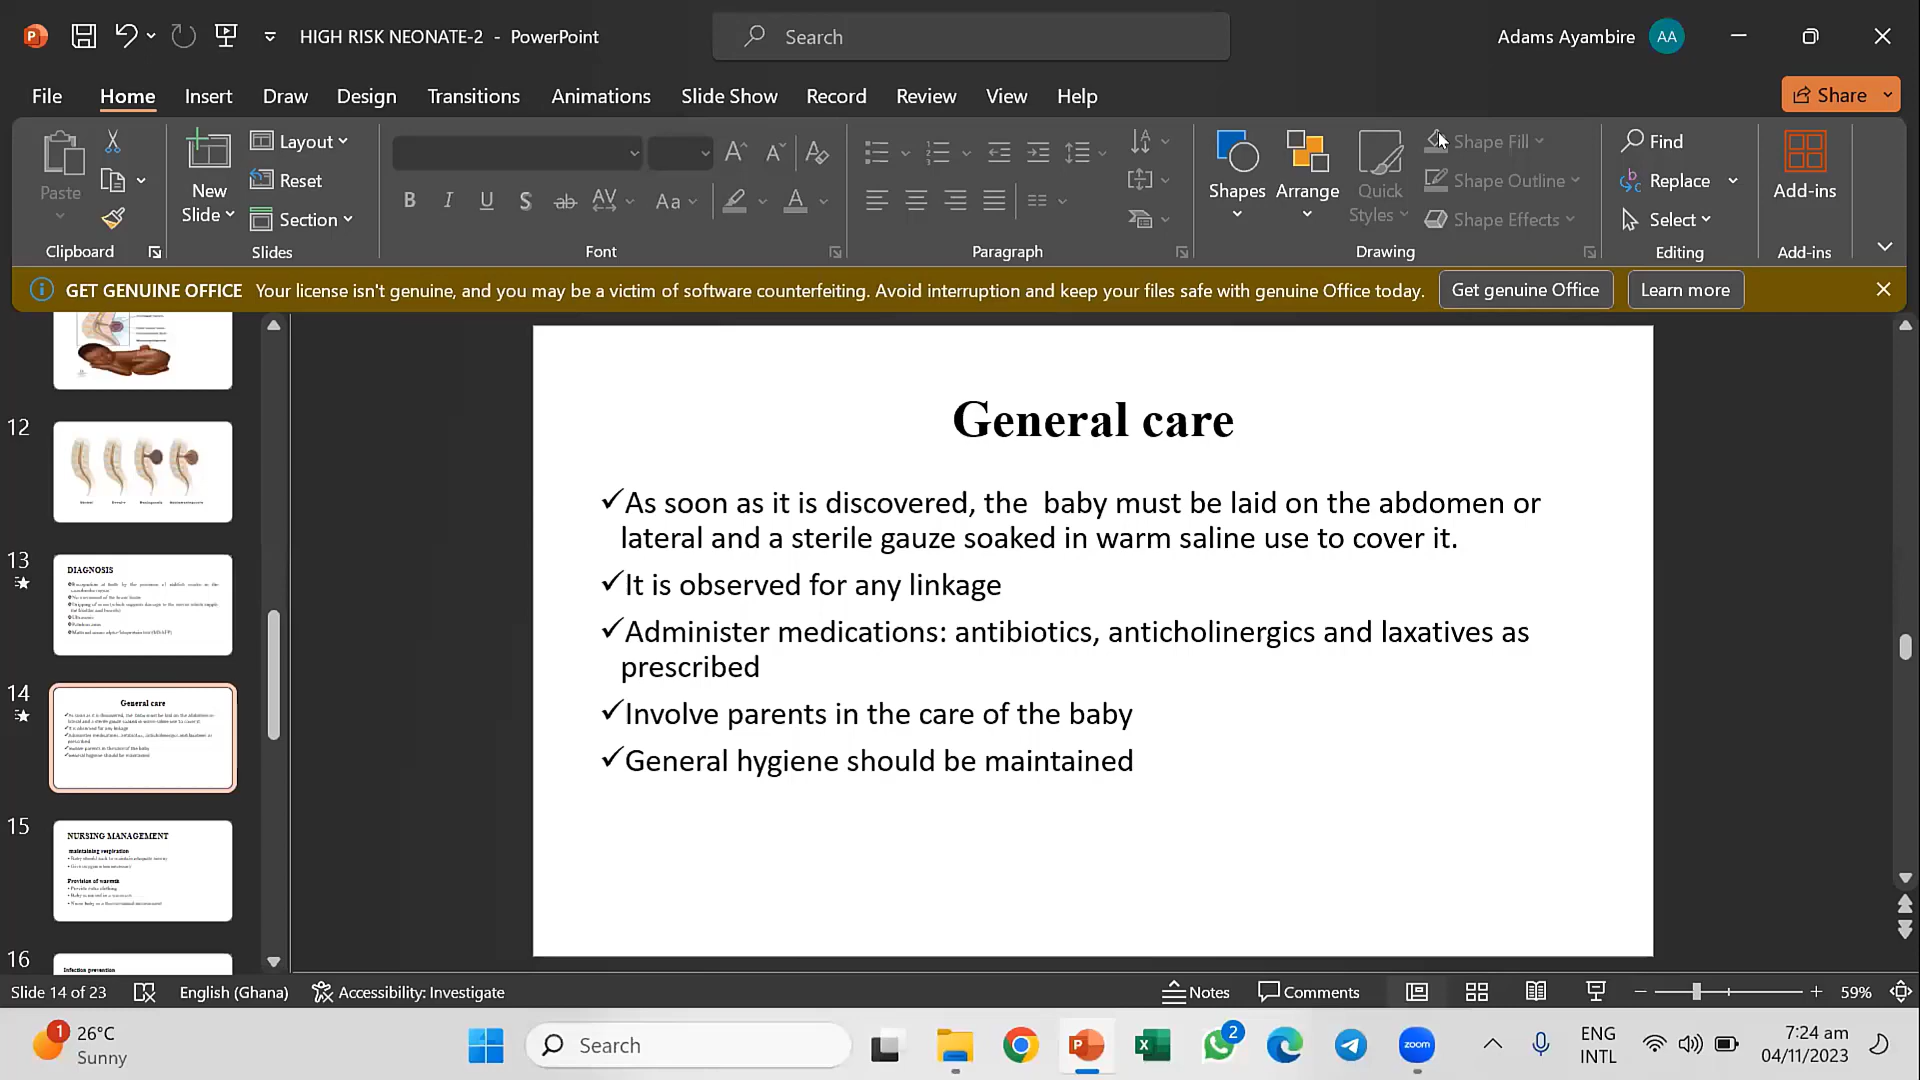 HIGH RISK NEONATE-2 - PowerPoint
Search
Adams Ayambire AA
File Home Insert Draw Design Transitions Animations Slide Show Record Review View Help
Share
Paste
New
Slide
Layout
Reset
Section
Shapes
Arrange
Quick
Styles
Shape Fill
Shape Outline
Shape Effects
Find
Replace
Select
Add-ins
Clipboard Slides Font Paragraph Drawing Editing Add-ins
GET GENUINE OFFICE Your license isn't genuine, and you may be a victim of software counterfeiting. Avoid interruption and keep your files safe with genuine Office today. Get genuine Office Learn more
12
13
DIAGNOSIS
14
General care
15
NURSING MANAGEMENT
maintaining respiration
Provision of warmth
16
Infection prevention
General care
✓As soon as it is discovered, the  baby must be laid on the abdomen or
lateral and a sterile gauze soaked in warm saline use to cover it.
✓It is observed for any linkage
✓Administer medications: antibiotics, anticholinergics and laxatives as
prescribed
✓Involve parents in the care of the baby
✓General hygiene should be maintained
Slide 14 of 23 English (Ghana) Accessibility: Investigate Notes Comments 59%
1
26°C
Sunny
Search
2
zoom
ENG
INTL
7:24 am
04/11/2023